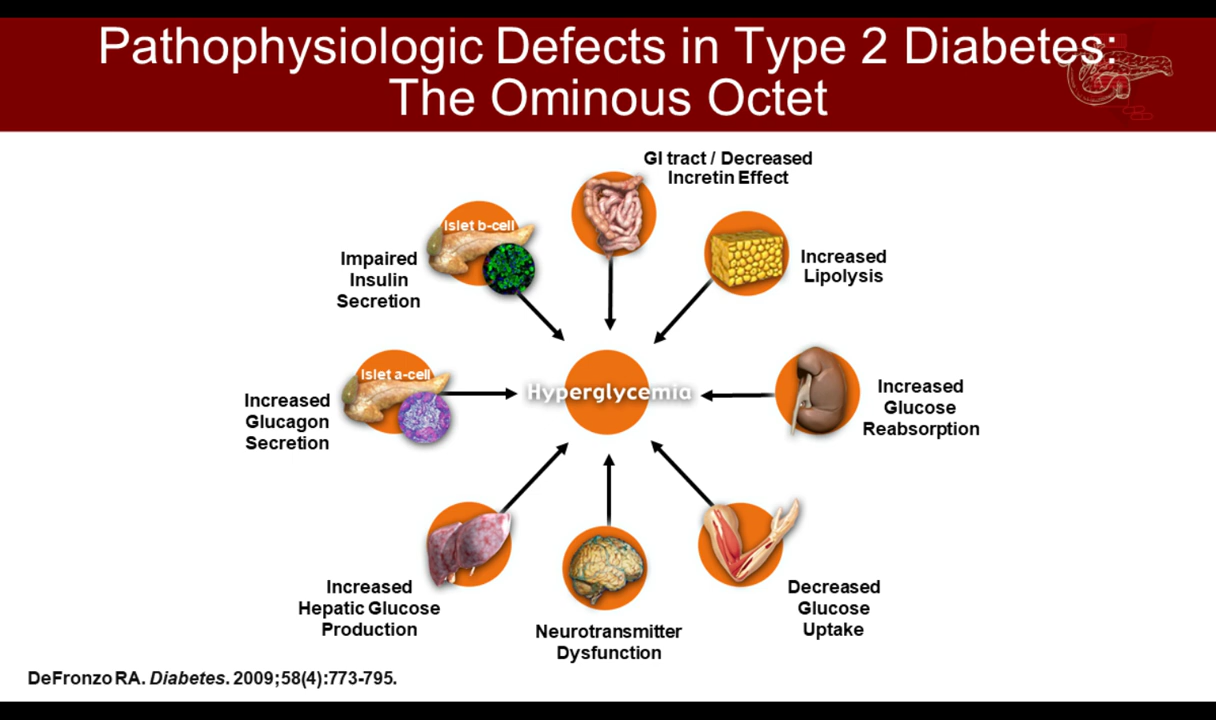 Pathophysiologic Defects in Type 2 Diabetes:
The Ominous Octet
GI tract / Decreased
Incretin Effect
Islet b-cell
Impaired
Insulin
Secretion
Increased
Lipolysis
Islet a-cell
Increased
Glucagon
Secretion
Hyperglycemia
Increased
Glucose
Reabsorption
Increased
Hepatic Glucose
Production
Neurotransmitter
Dysfunction
Decreased
Glucose
Uptake
DeFronzo RA. Diabetes. 2009;58(4):773-795.